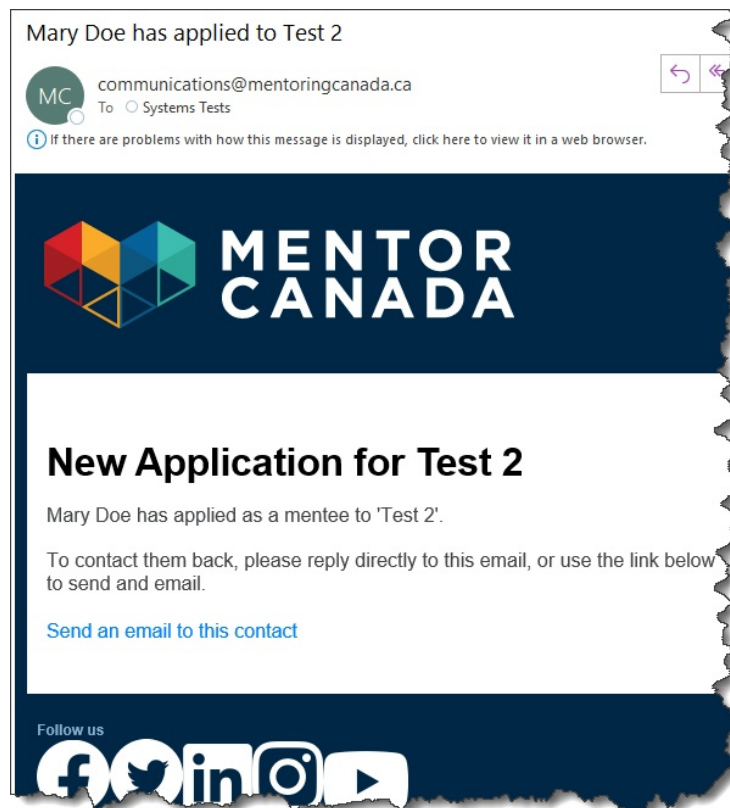 Mary Doe has applied to Test 2
MC
communications@mentoringcanada.ca
To Systems Tests
If there are problems with how this message is displayed, click here to view it in a web browser.
MENTOR
CANADA
New Application for Test 2
Mary Doe has applied as a mentee to 'Test 2'.
To contact them back, please reply directly to this email, or use the link below
to send and email.
Send an email to this contact
Follow us
in